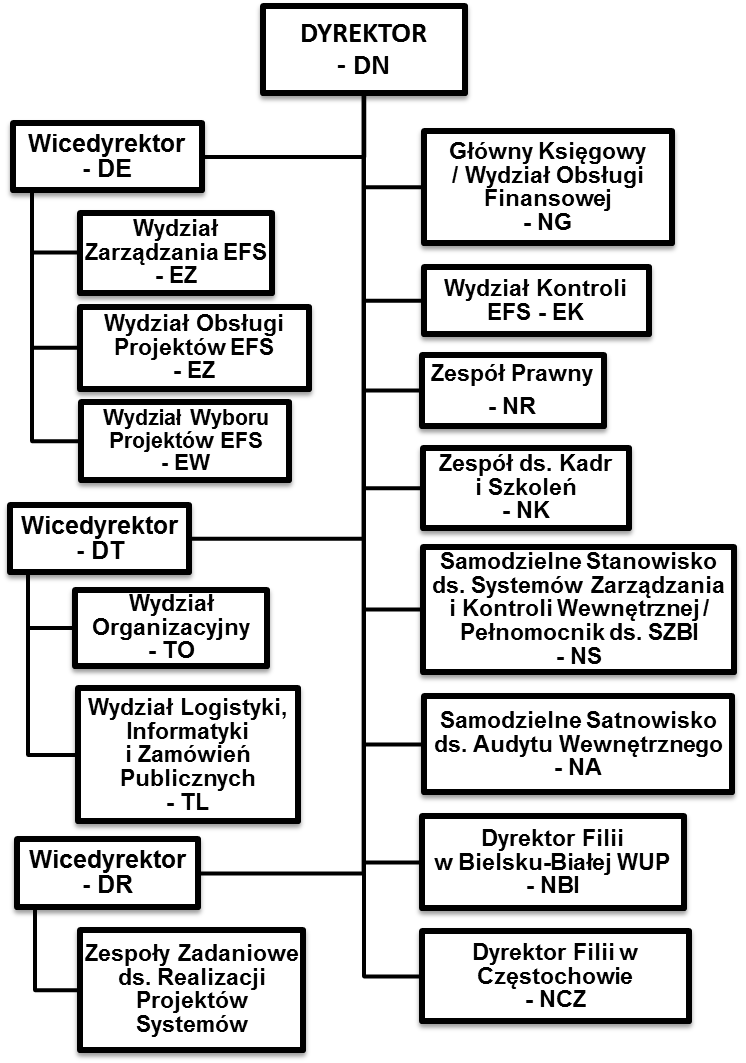 DYREKTOR
- DN
Wicedyrektor
- DE
Wydział
Zarządzania EFS
- EZ
Wydział Obsługi
Projektów EFS
- EZ
Wydział Wyboru
Projektów EFS
- EW
Wicedyrektor
- DT
Wydział
Organizacyjny
- TO
Wydział Logistyki,
Informatyki
i Zamówień
Publicznych
- TL
Wicedyrektor
- DR
Zespoły Zadaniowe
ds. Realizacji
Projektów
Systemów
Główny Księgowy
/ Wydział Obsługi
Finansowej
- NG
Wydział Kontroli
EFS - EK
Zespół Prawny
- NR
Zespół ds. Kadr
i Szkoleń
- NK
Samodzielne Stanowisko
ds. Systemów Zarządzania
i Kontroli Wewnętrznej /
Pełnomocnik ds. SZBI
- NS
Samodzielne Satnowisko
ds. Audytu Wewnętrznego
- NA
Dyrektor Filii
w Bielsku-Białej WUP
- NBI
Dyrektor Filii w
Częstochowie
- NCZ